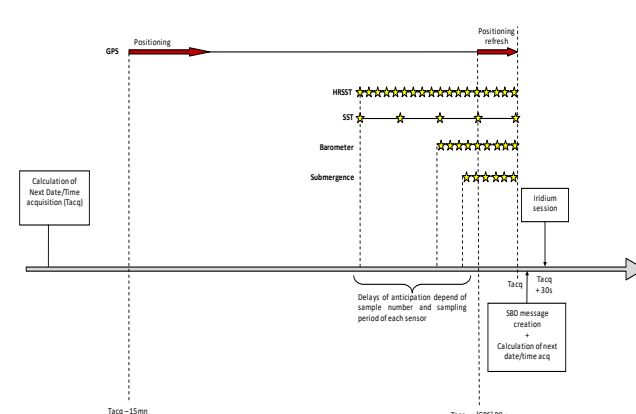 Positioning
refresh
Positioning
GPS
HRSST
SST
Barometer
Submergence
Calculation of
Next Date/Time
acquisition (Tacq)
Iridium
session
Tacq
Tacq
+ 30s
Delays of anticipation depend of
sample number and sampling
period of each sensor
SBD message
creation
+
Calculation of next
date/time acq
Tacq – 15mn